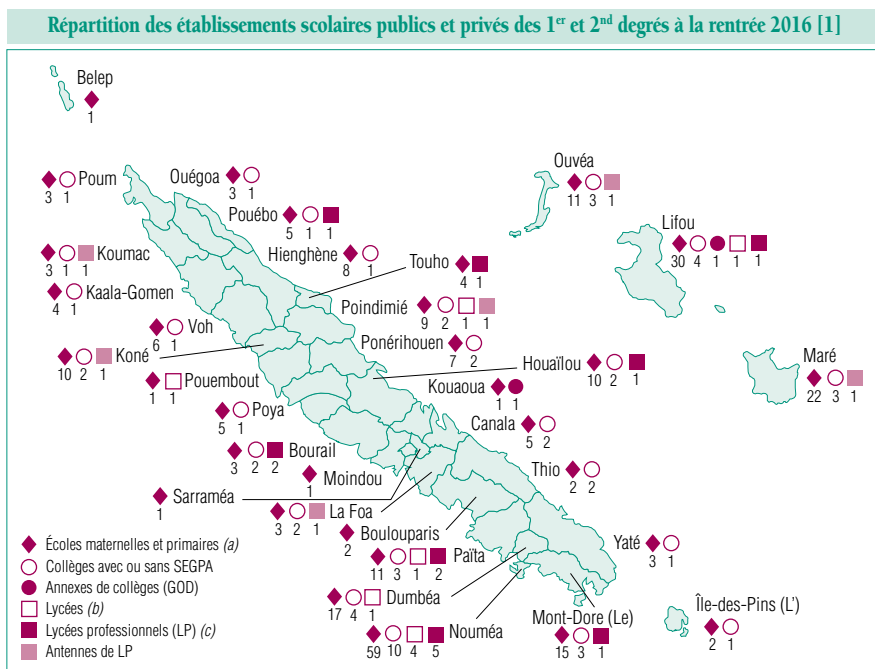 Répartition des établissements scolaires publics et privés des 1er et 2nd degrés à la rentrée 2016 [1]
Belep
1
Poum
3 1
Ouégoa
3 1
Pouébo
5 1 1
Hienghène
8 1
Koumac
3 1 1
Kaala-Gomen
4 1
Touho
4 1
Poindimié
9 2 1 1
Ponérihouen
7 2
Voh
6 1
Koné
10 2 1
Pouembout
1 1
Houaïlou
10 2 1
Kouaoua
1 1
Poya
5 1
Canala
5 2
Bourail
3 2 2
Moindou
1
Thio
2 2
Sarraméa
1
La Foa
3 2 1
Boulouparis
2
Païta
11 3 1 2
Yaté
3 1
Dumbéa
17 4 1
Nouméa
59 10 4 5
Mont-Dore (Le)
15 3 1
Île-des-Pins (L')
2 1
Ouvéa
11 3 1
Lifou
30 4 1 1 1
Maré
22 3 1
Écoles maternelles et primaires (a)
Collèges avec ou sans SEGPA
Annexes de collèges (GOD)
Lycées (b)
Lycées professionnels (LP) (c)
Antennes de LP